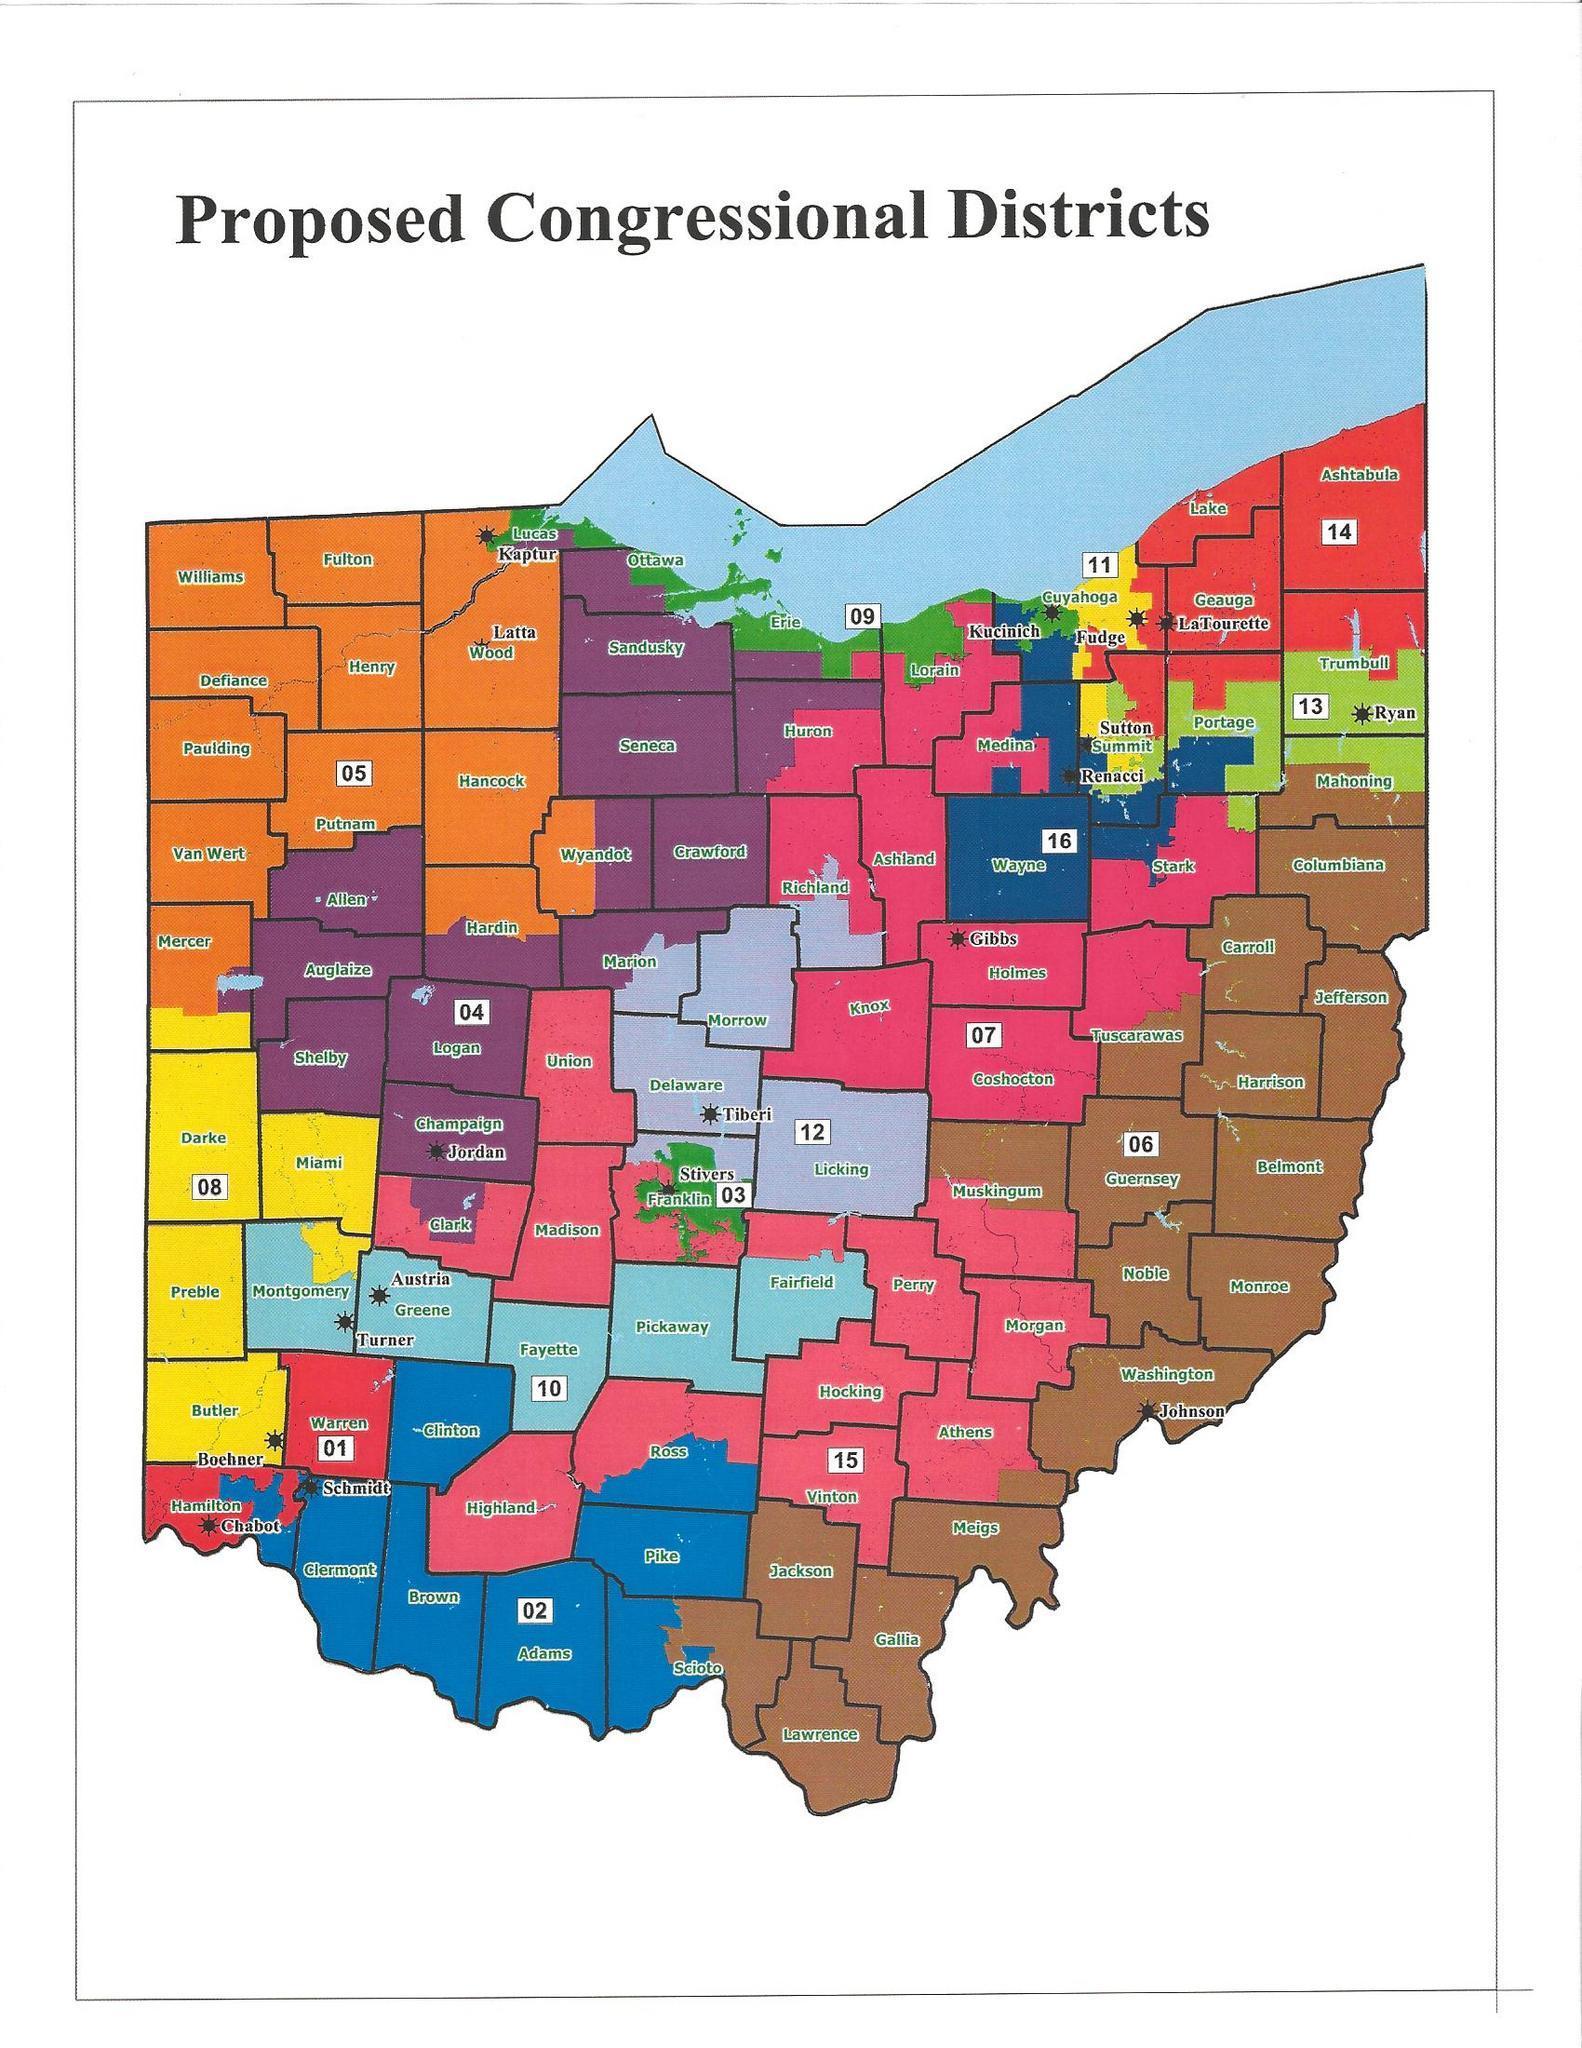 Proposed Congressional Districts
Ashtabula
Lake
14
Lucas
Kaptur
Ottawa
Fulton
Williams
11
Cuyahoga
Geauga
LaTourette
09
Erie
Kucinich
Fudge
Latta
Wood
Sandusky
Henry
Defiance
Lorain
Trumbull
13
Ryan
Portage
Sutton
Summit
Paulding
Seneca
Huron
Medina
Renacci
05
Hancock
Mahoning
Putnam
Van Wert
Wyandot
Crawford
Ashland
16
Wayne
Stark
Columbiana
Allen
Richland
Mercer
Hardin
Gibbs
Holmes
Carroll
Auglaize
Marion
Jefferson
04
Logan
Knox
Morrow
07
Tuscarawas
Shelby
Union
Delaware
Coshocton
Harrison
Tiberi
Champaign
Jordan
12
Licking
06
Guernsey
Belmont
Darke
Miami
08
Stivers
Franklin
03
Muskingum
Clark
Madison
Austria
Greene
Fairfield
Perry
Noble
Monroe
Preble
Montgomery
Turner
Pickaway
Morgan
Fayette
10
Washington
Johnson
Hocking
Butler
Boehner
Warren
01
Clinton
Ross
Athens
15
Vinton
Schmidt
Hamilton
Chabot
Highland
Meigs
Clermont
Brown
Pike
Jackson
02
Adams
Scioto
Gallia
Lawrence